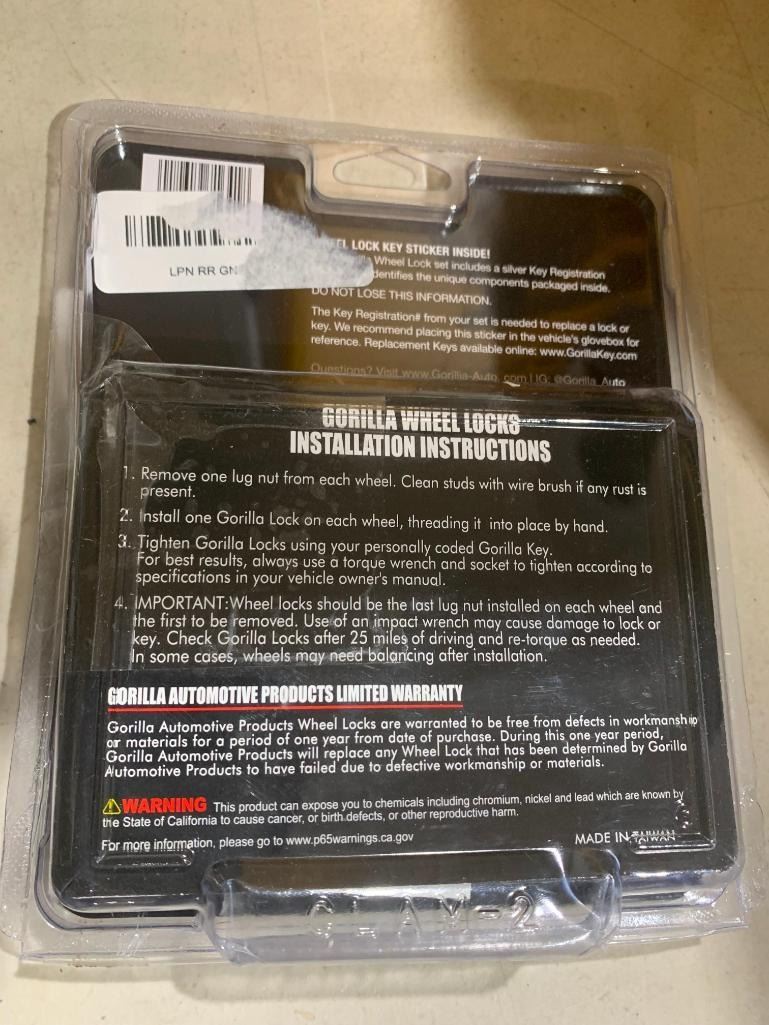 LPN RR GN
EL LOCK KEY STICKER INSIDE!
Wheel Lock set includes a silver Key Registration
identifies the unique components packaged inside.
DO NOT LOSE THIS INFORMATION.
The Key Registration# from your set is needed to replace a lock or
key. We recommend placing this sticker in the vehicle's glovebox for
reference. Replacement Keys available online: www.GorillaKey.com
Questions? Visit www.Gorilla-Auto.com | IG: @Gorilla_Auto
GORILLA WHEEL LOCKS
INSTALLATION INSTRUCTIONS
1. Remove one lug nut from each wheel. Clean studs with wire brush if any rust is
present.
2. Install one Gorilla Lock on each wheel, threading it into place by hand.
3. Tighten Gorilla Locks using your personally coded Gorilla Key.
For best results, always use a torque wrench and socket to tighten according to
specifications in your vehicle owner's manual.
4. IMPORTANT: Wheel locks should be the last lug nut installed on each wheel and
the first to be removed. Use of an impact wrench may cause damage to lock or
key. Check Gorilla Locks after 25 miles of driving and re-torque as needed.
In some cases, wheels may need balancing after installation.
GORILLA AUTOMOTIVE PRODUCTS LIMITED WARRANTY
Gorilla Automotive Products Wheel Locks are warranted to be free from defects in workmanship
or materials for a period of one year from date of purchase. During this one year period,
Gorilla Automotive Products will replace any Wheel Lock that has been determined by Gorilla
Automotive Products to have failed due to defective workmanship or materials.
WARNING This product can expose you to chemicals including chromium, nickel and lead which are known by
the State of California to cause cancer, or birth defects, or other reproductive harm.
For more information, please go to www.p65warnings.ca.gov
MADE IN TAIWAN
CLAM-2